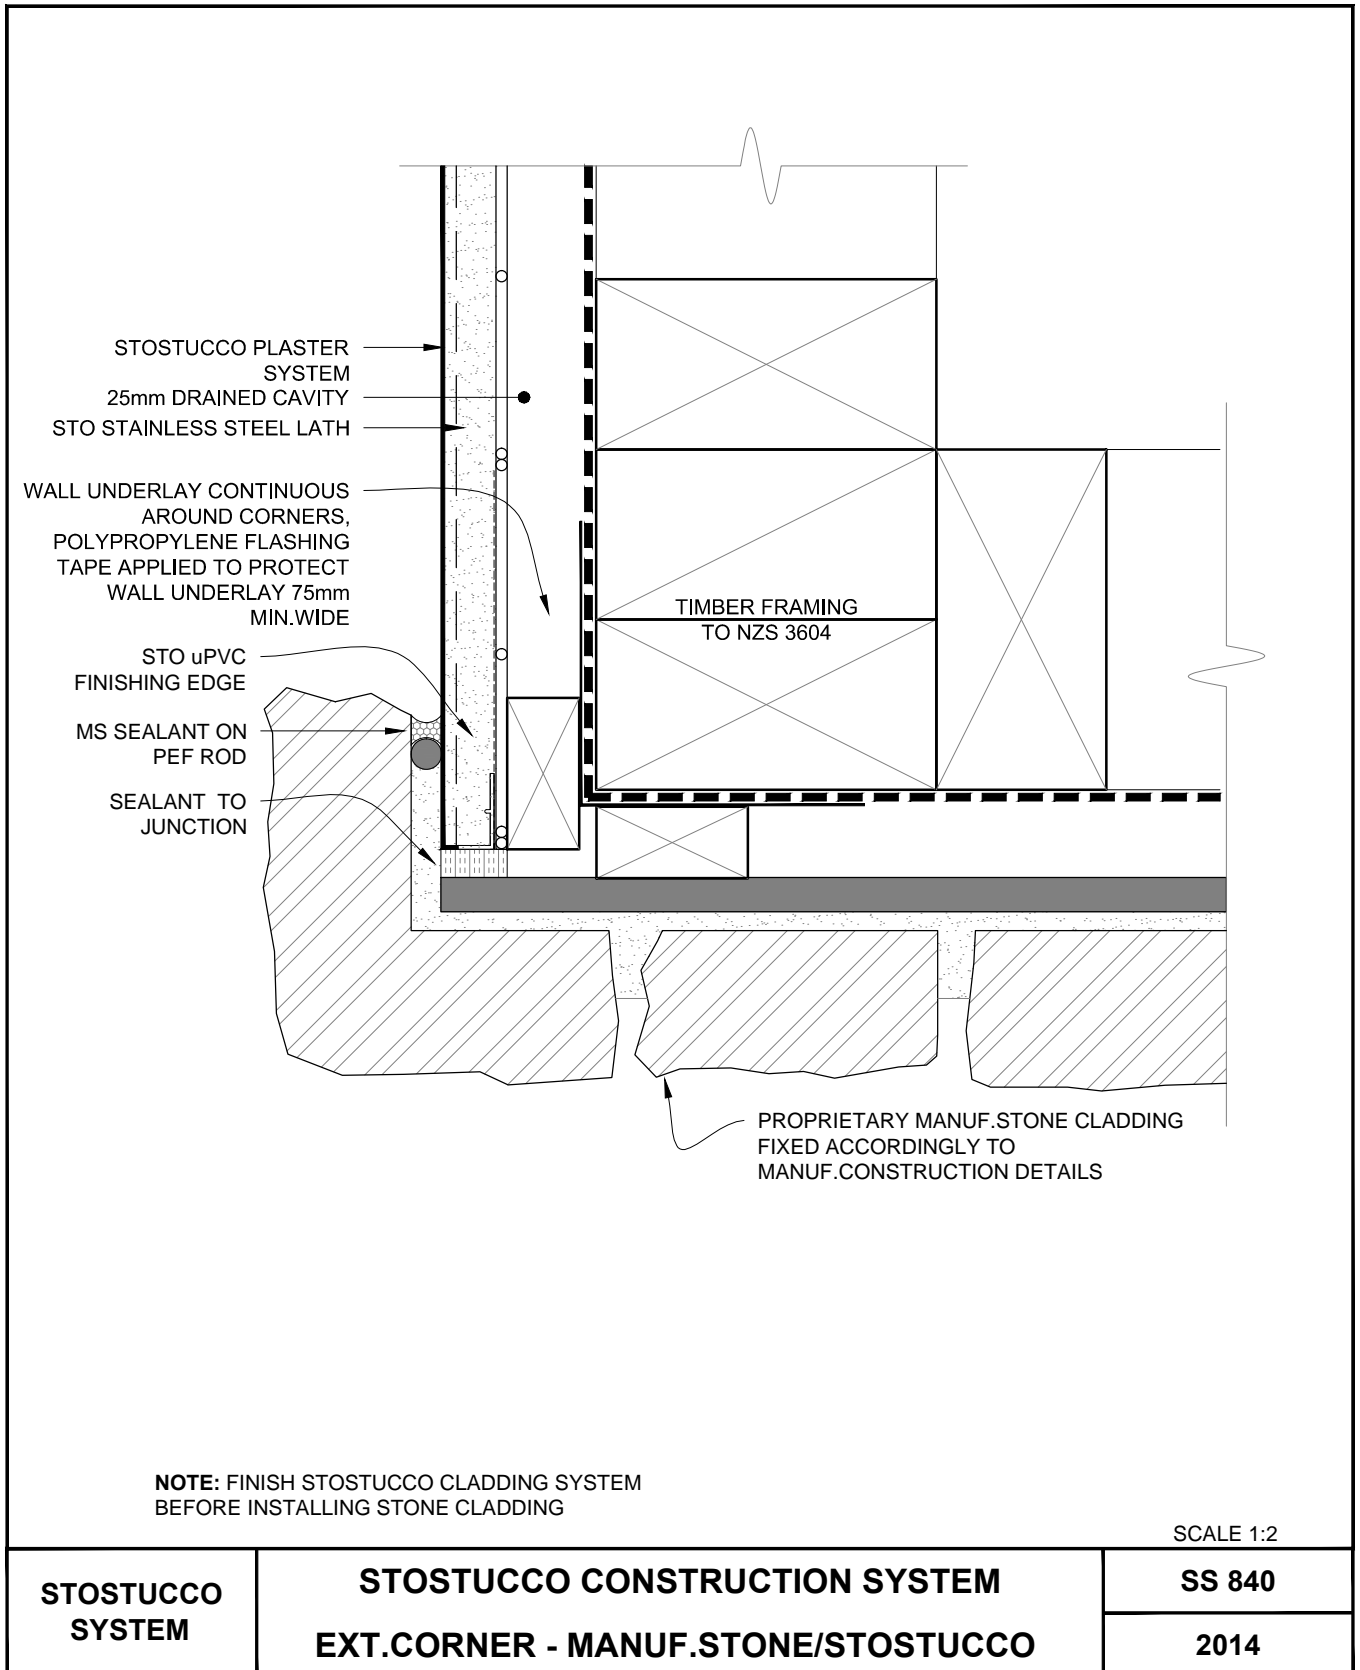 STOSTUCCO PLASTER
SYSTEM
25mm DRAINED CAVITY
STO STAINLESS STEEL LATH
WALL UNDERLAY CONTINUOUS
AROUND CORNERS,
POLYPROPYLENE FLASHING
TAPE APPLIED TO PROTECT
WALL UNDERLAY 75mm
MIN.WIDE
TIMBER FRAMING
TO NZS 3604
STO uPVC
FINISHING EDGE
MS SEALANT ON
PEF ROD
SEALANT TO
JUNCTION
PROPRIETARY MANUF.STONE CLADDING
FIXED ACCORDINGLY TO
MANUF.CONSTRUCTION DETAILS
NOTE: FINISH STOSTUCCO CLADDING SYSTEM
BEFORE INSTALLING STONE CLADDING
SCALE 1:2
STOSTUCCO
SYSTEM
STOSTUCCO CONSTRUCTION SYSTEM
EXT.CORNER - MANUF.STONE/STOSTUCCO
SS 840
2014